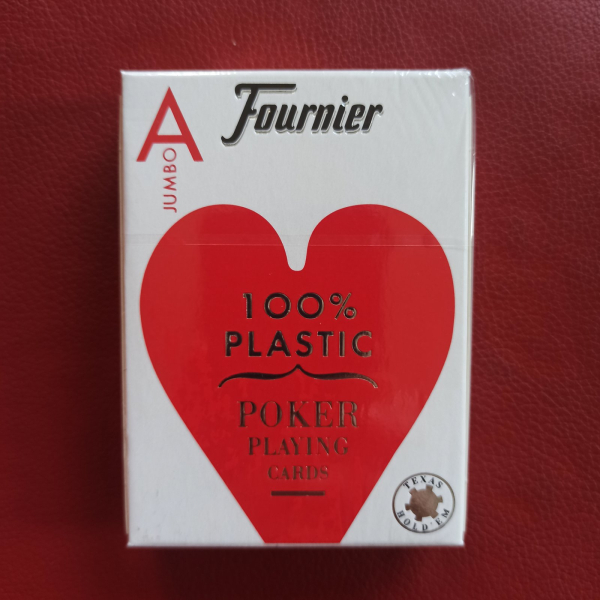 A
JUMBO
Fournier
100%
PLASTIC
POKER
PLAYING
CARDS
TEXAS
HOLD'EM